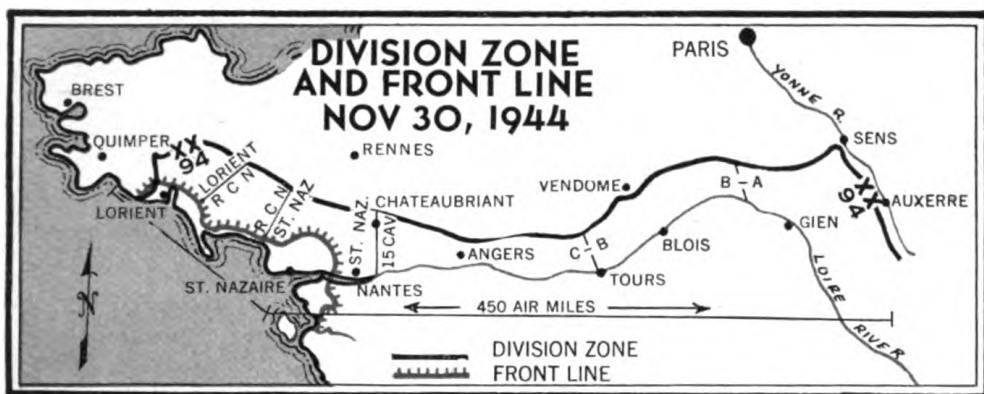 DIVISION ZONE
AND FRONT LINE
NOV 30, 1944
PARIS
YONNE R.
BREST
QUIMPER
XX
94
LORIENT
R C N
LORIENT
R C N
ST. NAZ
RENNES
CHATEAUBRIANT
ST. NAZ.
15 CAV
VENDOME
B - A
SENS
XX
94
AUXERRE
ANGERS
C - B
BLOIS
GIEN
TOURS
ST. NAZAIRE
NANTES
LOIRE
RIVER
N
450 AIR MILES
DIVISION ZONE
FRONT LINE